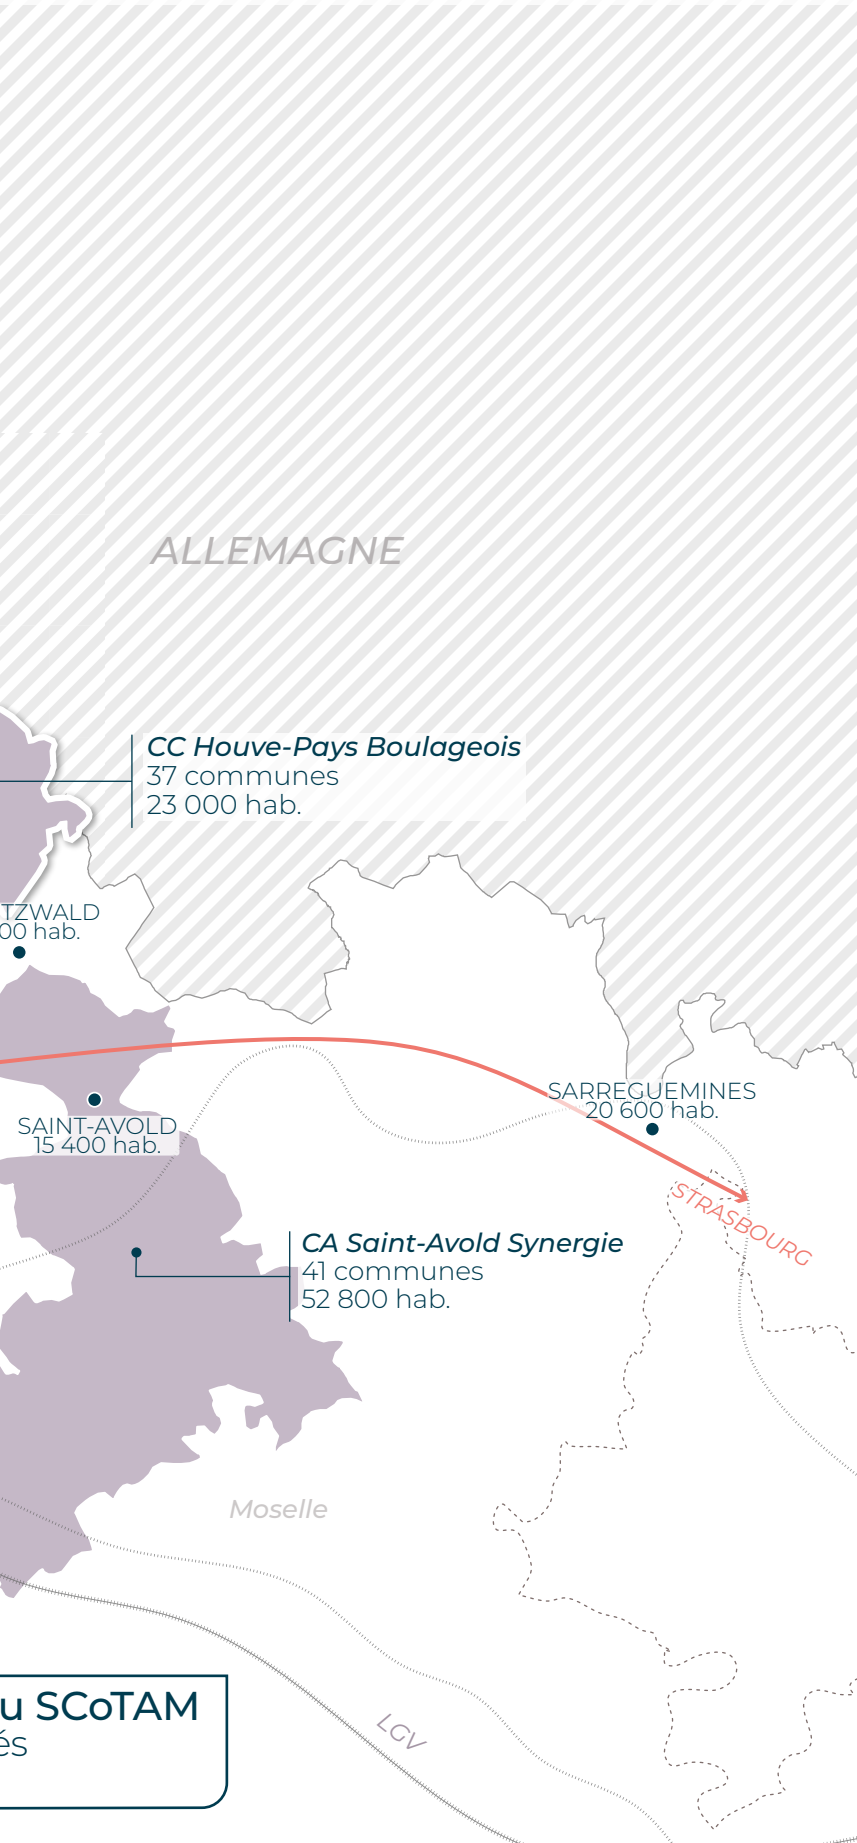 ALLEMAGNE
CC Houve-Pays Boulageois
37 communes
23 000 hab.
TZWALD
00 hab.
SARREGUEMINES
20 600 hab.
SAINT-AVOLD
15 400 hab.
STRASBOURG
CA Saint-Avold Synergie
41 communes
52 800 hab.
Moselle
u SCoTAM
és
LGV